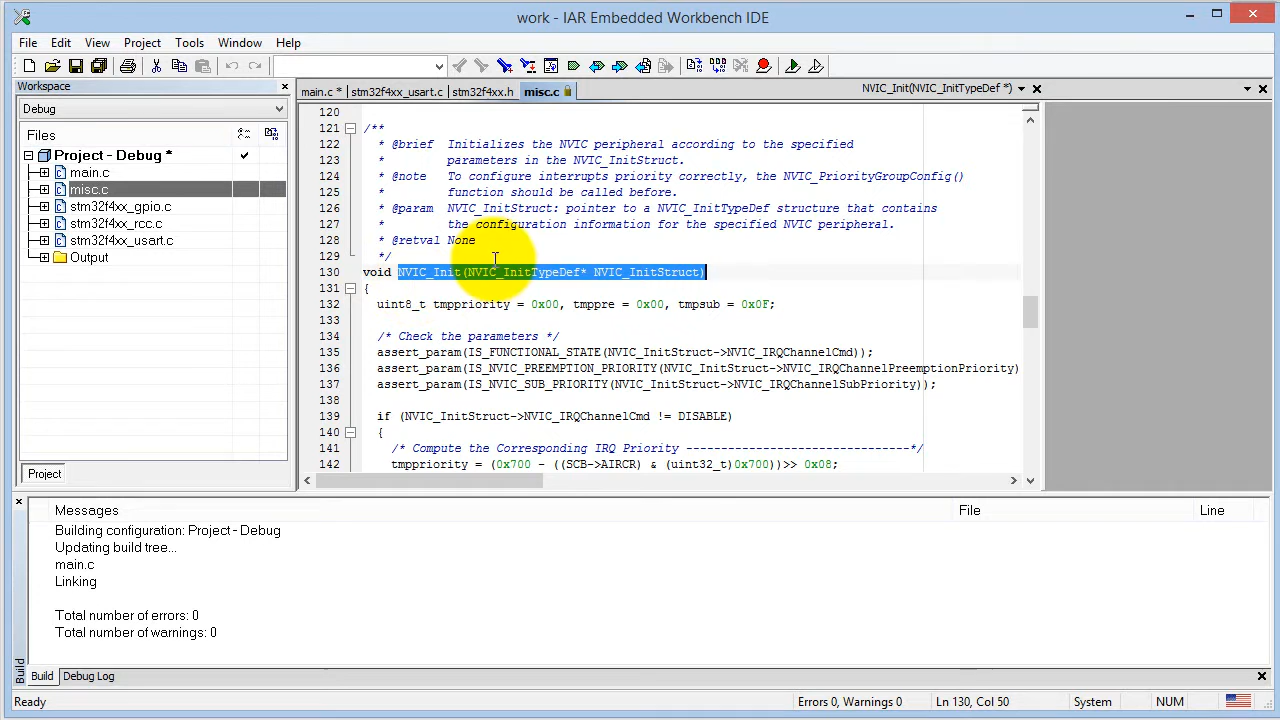 work - IAR Embedded Workbench IDE
File Edit View Project Tools Window Help
Workspace
main.c * stm32f4xx_usart.c stm32f4xx.h misc.c NVIC_Init(NVIC_InitTypeDef *)
Debug
Files
Project - Debug *
main.c
misc.c
stm32f4xx_gpio.c
stm32f4xx_rcc.c
stm32f4xx_usart.c
Output
Project
120
121 /**
122 * @brief Initializes the NVIC peripheral according to the specified
123 * parameters in the NVIC_InitStruct.
124 * @note To configure interrupts priority correctly, the NVIC_PriorityGroupConfig()
125 * function should be called before.
126 * @param NVIC_InitStruct: pointer to a NVIC_InitTypeDef structure that contains
127 * the configuration information for the specified NVIC peripheral.
128 * @retval None
129 */
130 void NVIC_Init(NVIC_InitTypeDef* NVIC_InitStruct)
131 {
132 uint8_t tmppriority = 0x00, tmppre = 0x00, tmpsub = 0x0F;
133
134 /* Check the parameters */
135 assert_param(IS_FUNCTIONAL_STATE(NVIC_InitStruct->NVIC_IRQChannelCmd));
136 assert_param(IS_NVIC_PREEMPTION_PRIORITY(NVIC_InitStruct->NVIC_IRQChannelPreemptionPriority)
137 assert_param(IS_NVIC_SUB_PRIORITY(NVIC_InitStruct->NVIC_IRQChannelSubPriority));
138
139 if (NVIC_InitStruct->NVIC_IRQChannelCmd != DISABLE)
140 {
141 /* Compute the Corresponding IRQ Priority --------------------------------*/
142 tmppriority = (0x700 - ((SCB->AIRCR) & (uint32_t)0x700))>> 0x08;
Messages File Line
Building configuration: Project - Debug
Updating build tree...
main.c
Linking
Total number of errors: 0
Total number of warnings: 0
Build
Build Debug Log
Ready Errors 0, Warnings 0 Ln 130, Col 50 System NUM